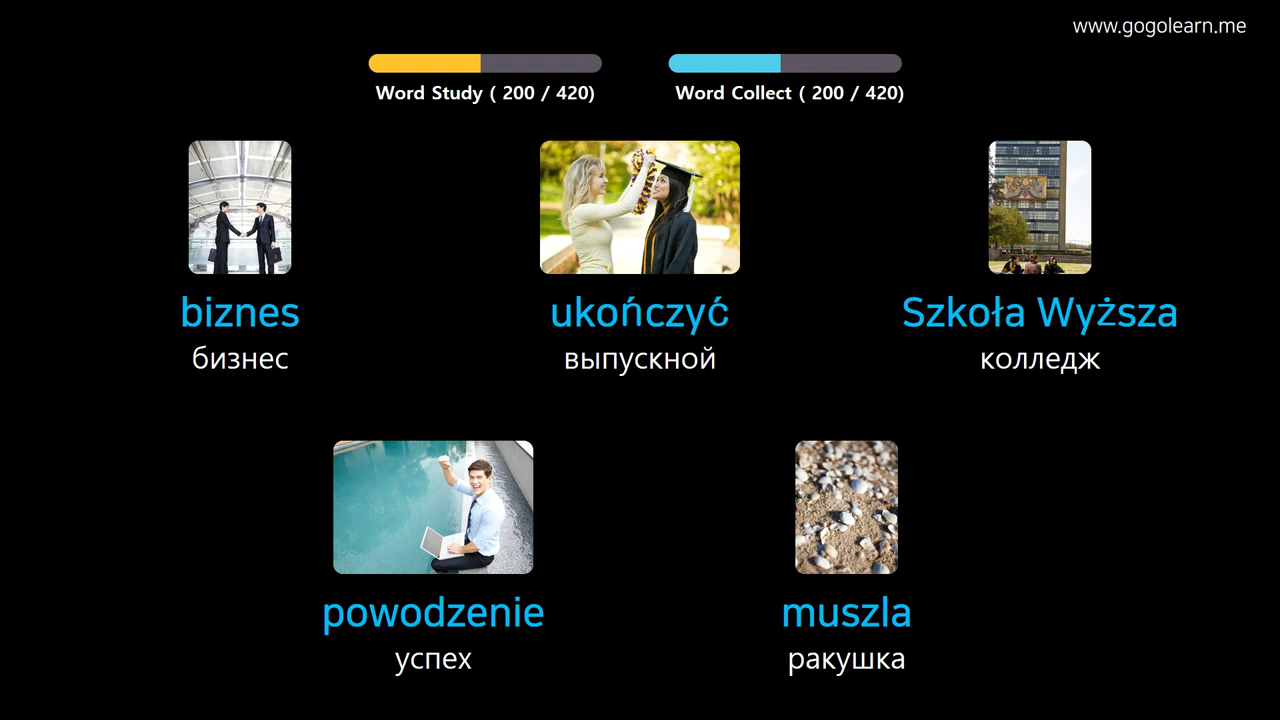 www.gogolearn.me
Word Study ( 200 / 420)
Word Collect ( 200 / 420)
biznes
бизнес
ukończyć
выпускной
Szkoła Wyższa
колледж
powodzenie
успех
muszla
ракушка